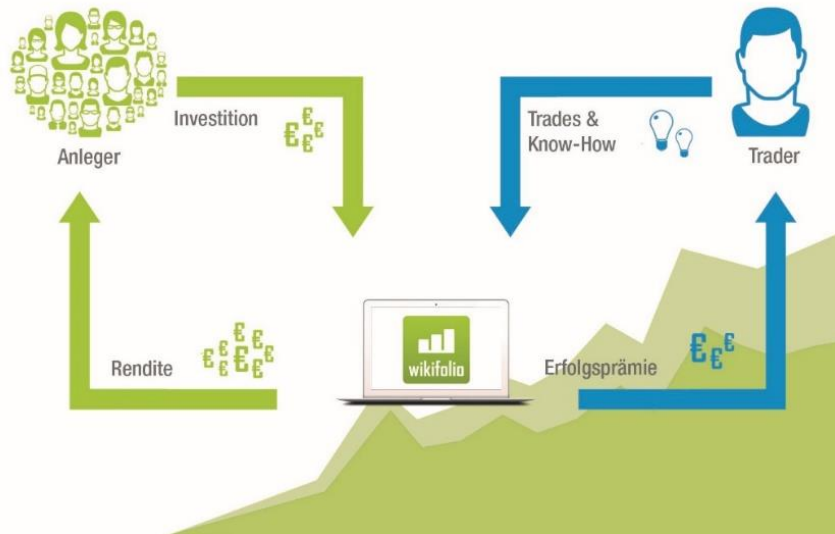 Investition
Anleger
Trades &
Know-How
Trader
Rendite
wikifolio
Erfolgsprämie